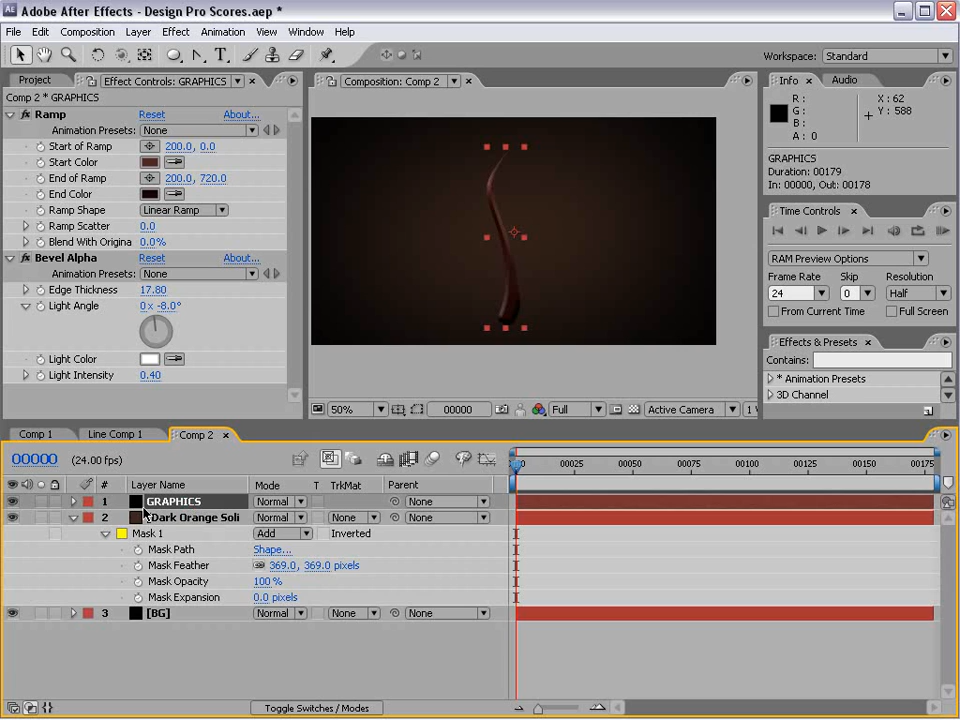 Adobe After Effects - Design Pro Scores.aep *
File Edit Composition Layer Effect Animation View Window Help
Workspace: Standard
Project Effect Controls: GRAPHICS
Comp 2 * GRAPHICS
Ramp Reset About...
Animation Presets: None
Start of Ramp 200.0, 0.0
Start Color
End of Ramp 200.0, 720.0
End Color
Ramp Shape Linear Ramp
Ramp Scatter 0.0
Blend With Origina 0.0%
Bevel Alpha Reset About...
Animation Presets: None
Edge Thickness 17.80
Light Angle 0 x -8.0°
Light Color
Light Intensity 0.40
Composition: Comp 2
50% 00000 Full Active Camera 1
Info Audio
R : X : 62
G : Y : 588
B :
A : 0
GRAPHICS
Duration: 00179
In: 00000, Out: 00178
Time Controls
RAM Preview Options
Frame Rate Skip Resolution
24 0 Half
From Current Time Full Screen
Effects & Presets
Contains:
* Animation Presets
3D Channel
Comp 1 Line Comp 1 Comp 2
00000 (24.00 fps)
00025 00050 00075 00100 00125 00150 00175
# Layer Name Mode T TrkMat Parent
1 GRAPHICS Normal None
2 [Dark Orange Soli Normal None None
Mask 1 Add Inverted
Mask Path Shape...
Mask Feather 369.0, 369.0 pixels
Mask Opacity 100 %
Mask Expansion 0.0 pixels
3 [BG] Normal None None
Toggle Switches / Modes